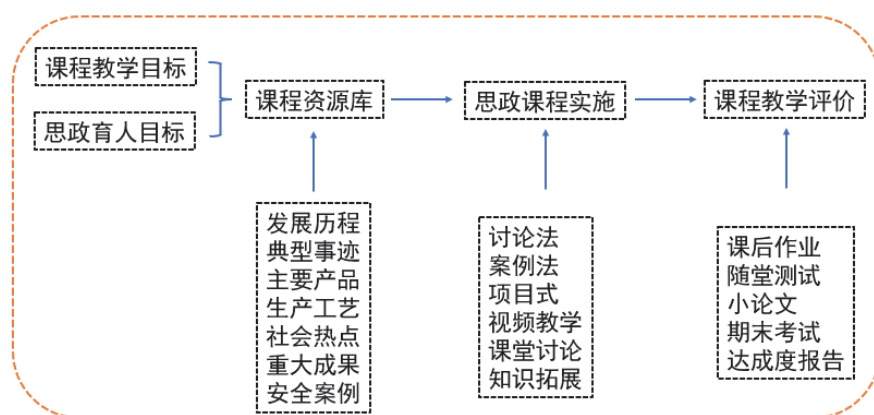 课程教学目标
思政育人目标
课程资源库
思政课程实施
课程教学评价
发展历程
典型事迹
主要产品
生产工艺
社会热点
重大成果
安全案例
讨论法
案例法
项目式
视频教学
课堂讨论
知识拓展
课后作业
随堂测试
小论文
期末考试
达成度报告